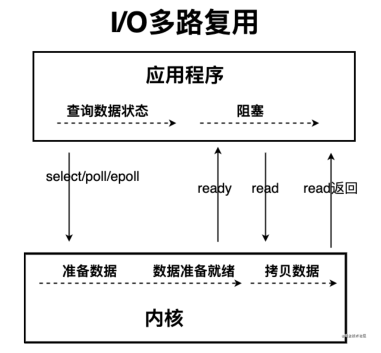 I/O多路复用
应用程序
查询数据状态
阻塞
select/poll/epoll
ready
read
read返回
准备数据
数据准备就绪
拷贝数据
内核